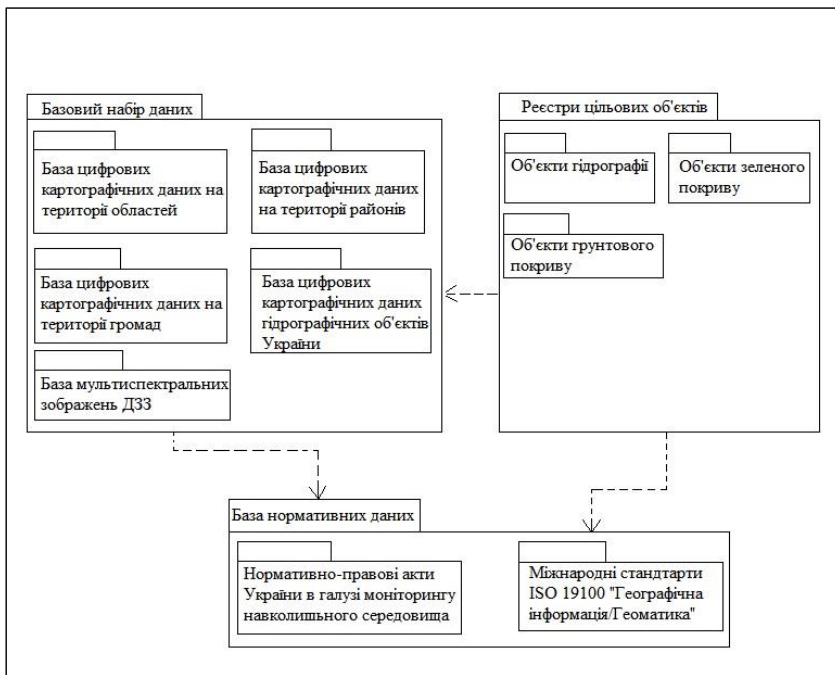 Базовий набір даних
База цифрових
картографічних даних на
території областей
База цифрових
картографічних даних
на території районів
База цифрових
картографічних даних на
території громад
База цифрових
картографічних даних
гідрографічних об'єктів
України
База мультиспектральних
зображень ДЗЗ
Реєстри цільових об'єктів
Об'єкти гідрографії
Об'єкти зеленого
покриву
Об'єкти грунтового
покриву
База нормативних даних
Нормативно-правові акти
України в галузі моніторингу
навколишнього середовища
Міжнародні стандтарти
ISO 19100 "Географічна
інформація/Геоматика"